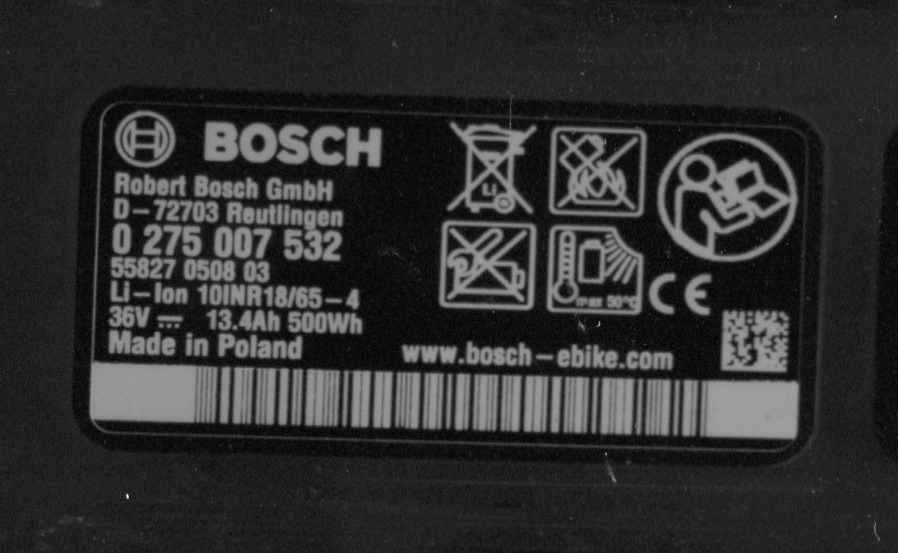 BOSCH
Robert Bosch GmbH
D-72703 Reutlingen
0 275 007 532
55827 0508 03
Li-Ion 10INR18/65-4
36V ⎓ 13.4Ah 500Wh
Made in Poland
Li
max 50°C
CE
www.bosch-ebike.com